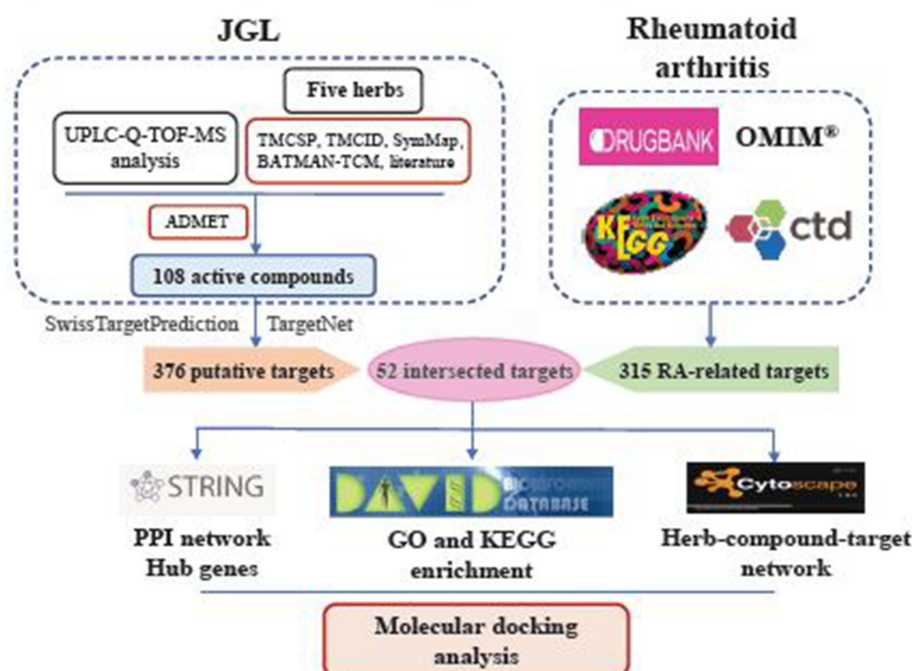 JGL
Rheumatoid
arthritis
Five herbs
UPLC-Q-TOF-MS
analysis
TMCSP, TMCID, SymMap,
BATMAN-TCM, literature
ADMET
108 active compounds
DRUGBANK
OMIM®
KEGG
ctd
SwissTargetPrediction
TargetNet
376 putative targets
52 intersected targets
315 RA-related targets
STRING
DAVID
DATABASE
Cytoscape
PPI network
Hub genes
GO and KEGG
enrichment
Herb-compound-target
network
Molecular docking
analysis